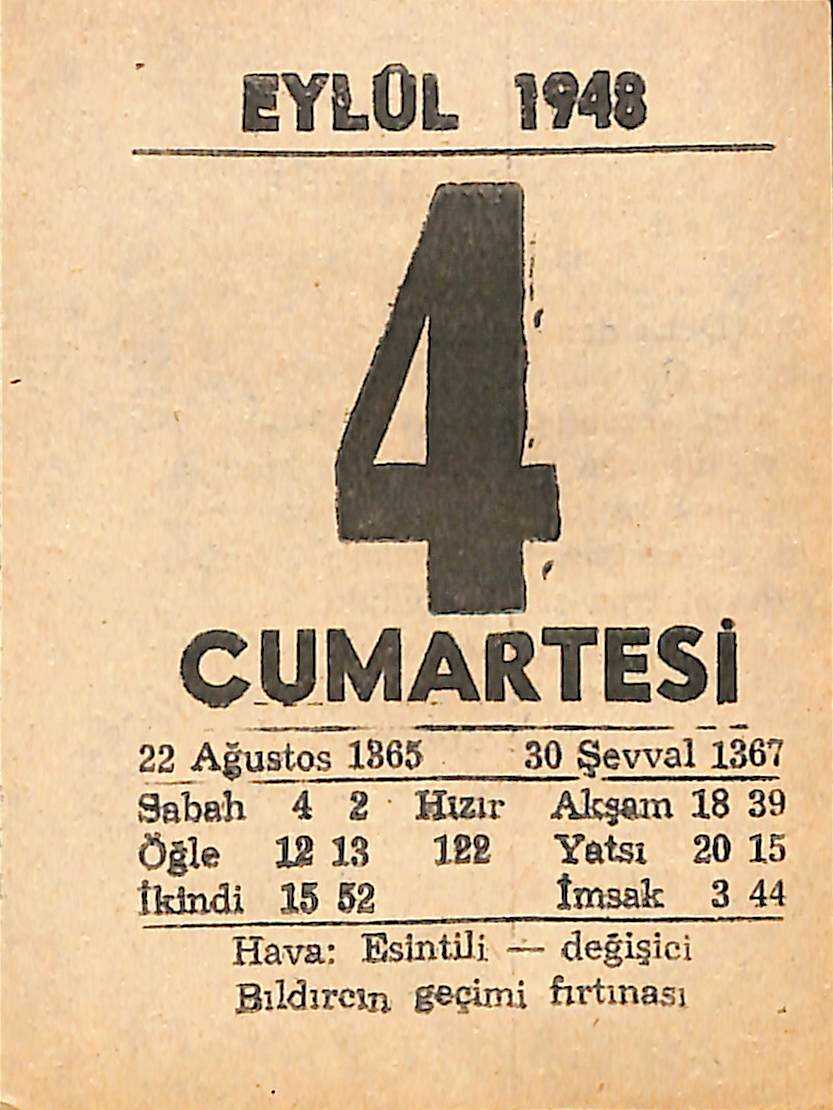 EYLÛL 1948
4
CUMARTESİ
22 Ağustos 1365 30 Şevval 1367
Sabah 4 2 Hızır Akşam 18 39
Öğle 12 13 122 Yatsı 20 15
İkindi 15 52 İmsak 3 44
Hava: Esintili — değişici
Bıldırcın geçimi fırtınası